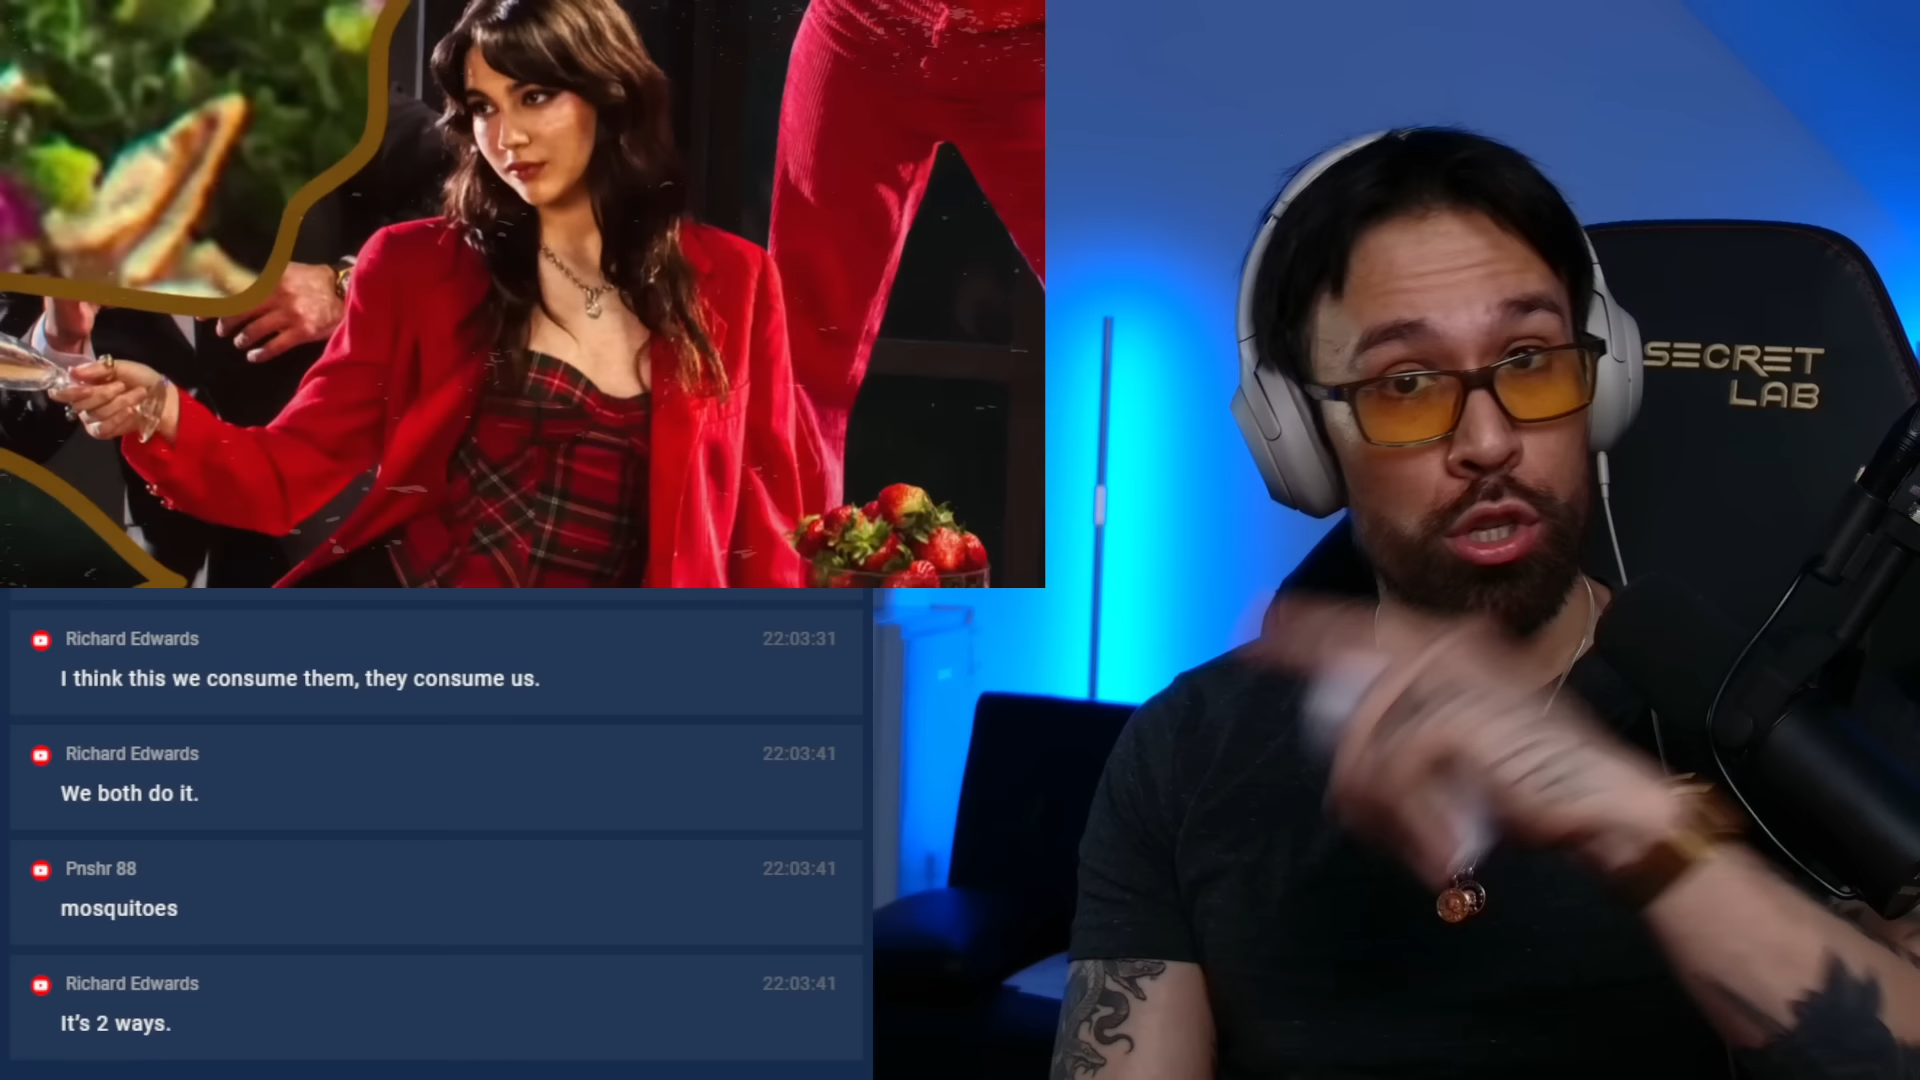 Richard Edwards 22:03:31
I think this we consume them, they consume us.
Richard Edwards 22:03:41
We both do it.
Pnshr 88 22:03:41
mosquitoes
Richard Edwards 22:03:41
It's 2 ways.
SECRET
LAB